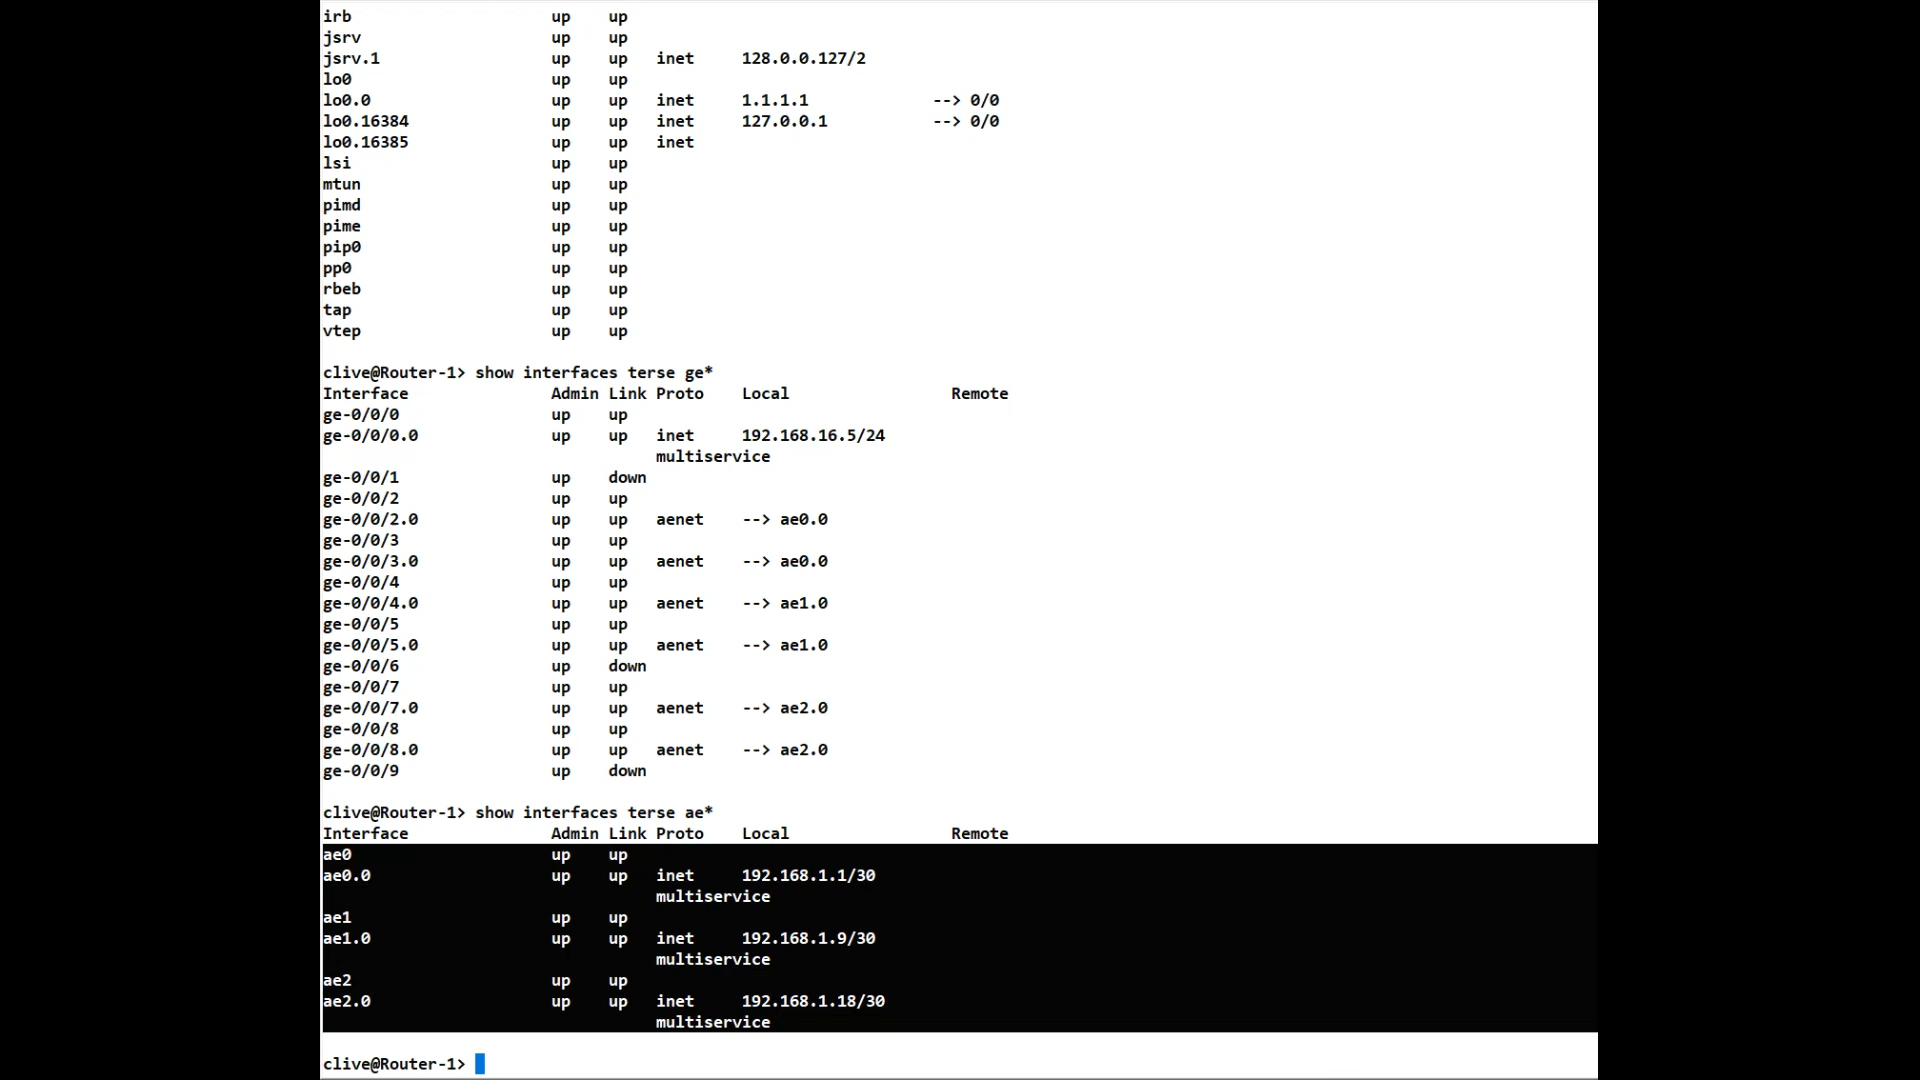 irb                     up    up
jsrv                    up    up
jsrv.1                  up    up   inet     128.0.0.127/2
lo0                     up    up
lo0.0                   up    up   inet     1.1.1.1             --> 0/0
lo0.16384               up    up   inet     127.0.0.1           --> 0/0
lo0.16385               up    up   inet
lsi                     up    up
mtun                    up    up
pimd                    up    up
pime                    up    up
pip0                    up    up
pp0                     up    up
rbeb                    up    up
tap                     up    up
vtep                    up    up
clive@Router-1> show interfaces terse ge*
Interface               Admin Link Proto    Local                 Remote
ge-0/0/0                up    up
ge-0/0/0.0              up    up   inet     192.168.16.5/24
                                   multiservice
ge-0/0/1                up    down
ge-0/0/2                up    up
ge-0/0/2.0              up    up   aenet    --> ae0.0
ge-0/0/3                up    up
ge-0/0/3.0              up    up   aenet    --> ae0.0
ge-0/0/4                up    up
ge-0/0/4.0              up    up   aenet    --> ae1.0
ge-0/0/5                up    up
ge-0/0/5.0              up    up   aenet    --> ae1.0
ge-0/0/6                up    down
ge-0/0/7                up    up
ge-0/0/7.0              up    up   aenet    --> ae2.0
ge-0/0/8                up    up
ge-0/0/8.0              up    up   aenet    --> ae2.0
ge-0/0/9                up    down
clive@Router-1> show interfaces terse ae*
Interface               Admin Link Proto    Local                 Remote
ae0                     up    up
ae0.0                   up    up   inet     192.168.1.1/30
                                   multiservice
ae1                     up    up
ae1.0                   up    up   inet     192.168.1.9/30
                                   multiservice
ae2                     up    up
ae2.0                   up    up   inet     192.168.1.18/30
                                   multiservice
clive@Router-1>